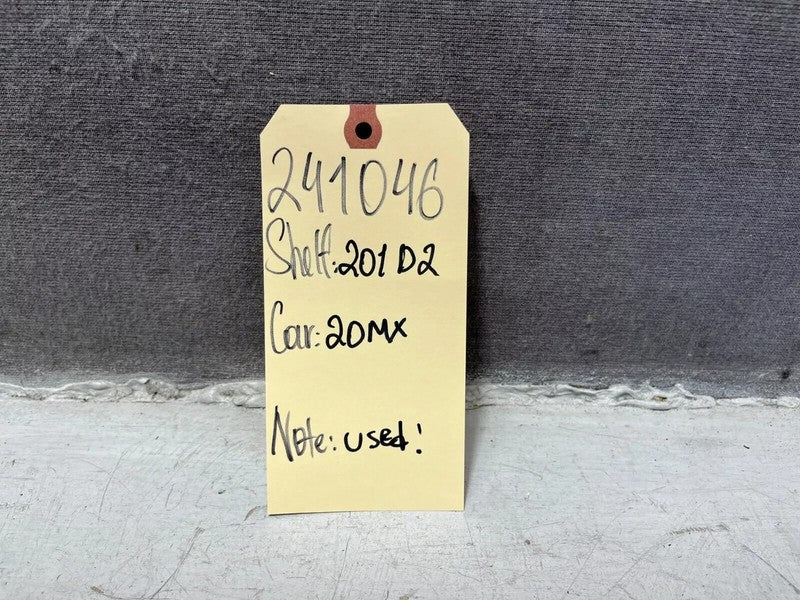 241046
Shelf: 201 D2
Car: 20MX
Note: used!